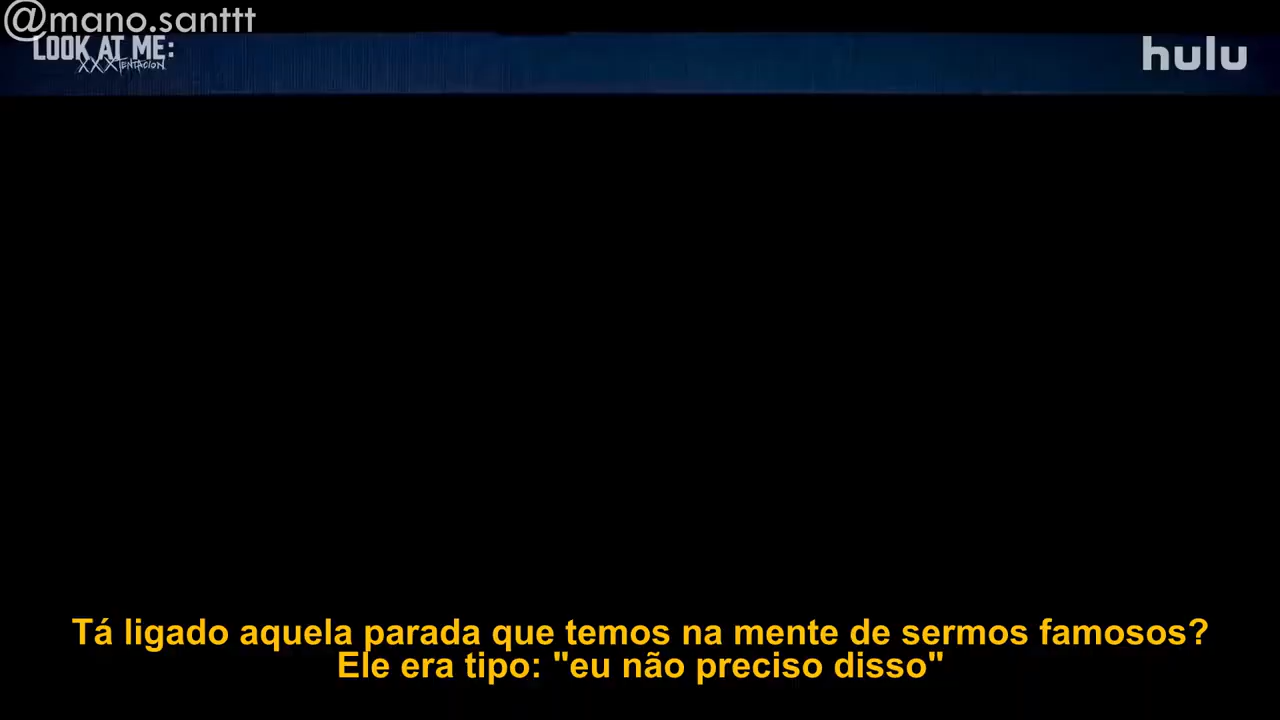 @mano.santtt
LOOK AT ME:
XXXTENTACION
hulu
Tá ligado aquela parada que temos na mente de sermos famosos?
Ele era tipo: "eu não preciso disso"